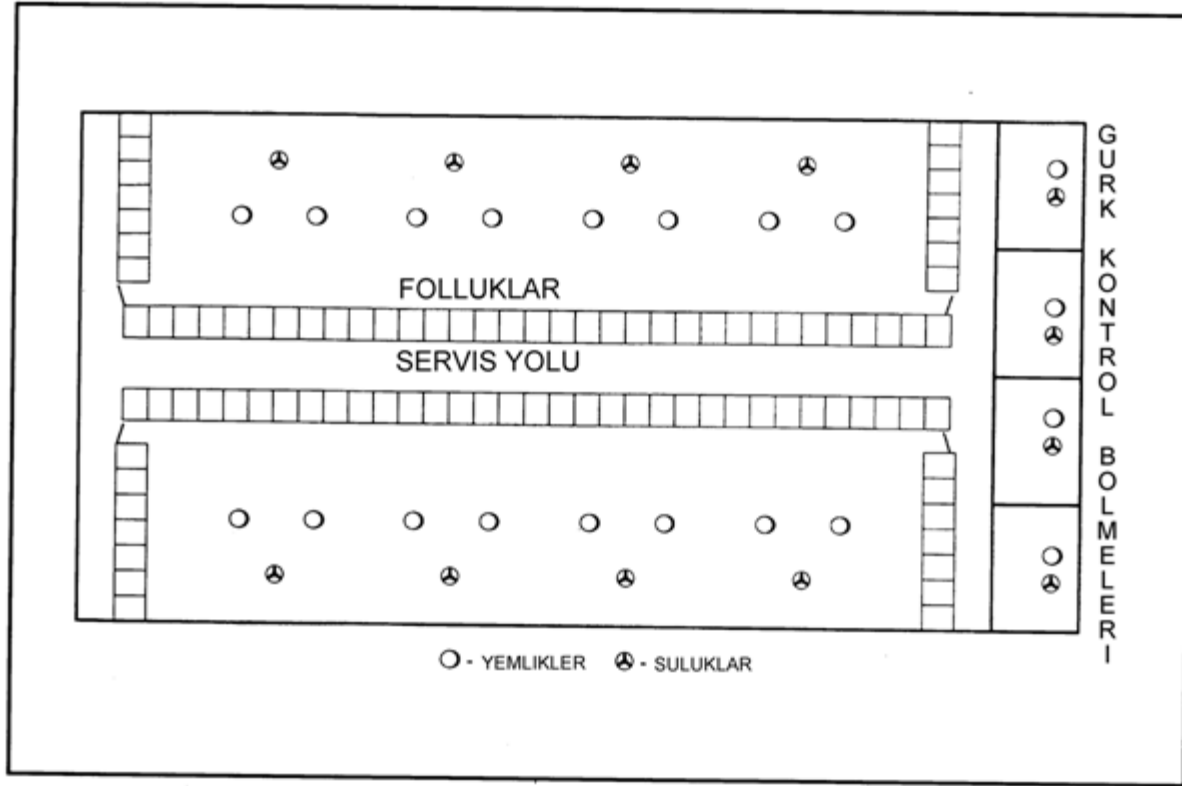 FOLLUKLAR
SERVIS YOLU
GURK KONTROL BOLMELERI
- YEMLIKLER - SULUKLAR